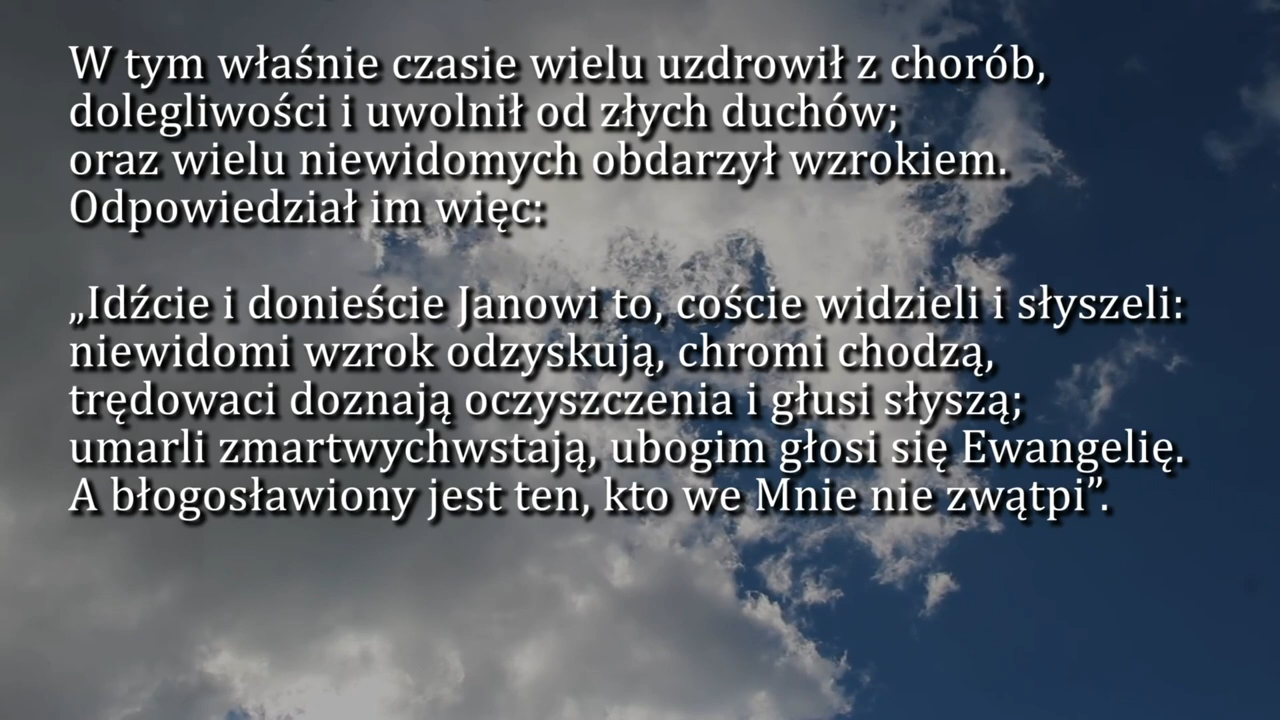 W tym właśnie czasie wielu uzdrowił z chorób,
dolegliwości i uwolnił od złych duchów;
oraz wielu niewidomych obdarzył wzrokiem.
Odpowiedział im więc:
„Idźcie i donieście Janowi to, coście widzieli i słyszeli:
niewidomi wzrok odzyskują, chromi chodzą,
trędowaci doznają oczyszczenia i głusi słyszą;
umarli zmartwychwstają, ubogim głosi się Ewangelię.
A błogosławiony jest ten, kto we Mnie nie zwątpi”.